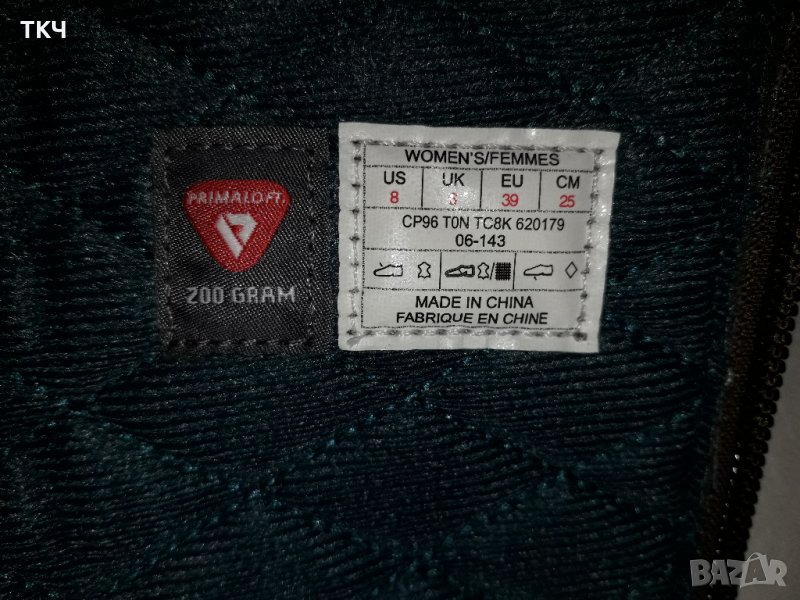 ТКЧ
PRIMALOFT.
200 GRAM
WOMEN'S/FEMMES
US UK EU CM
8 6 39 25
CP96 T0N TC8K 620179
06-143
MADE IN CHINA
FABRIQUE EN CHINE
BAZAR